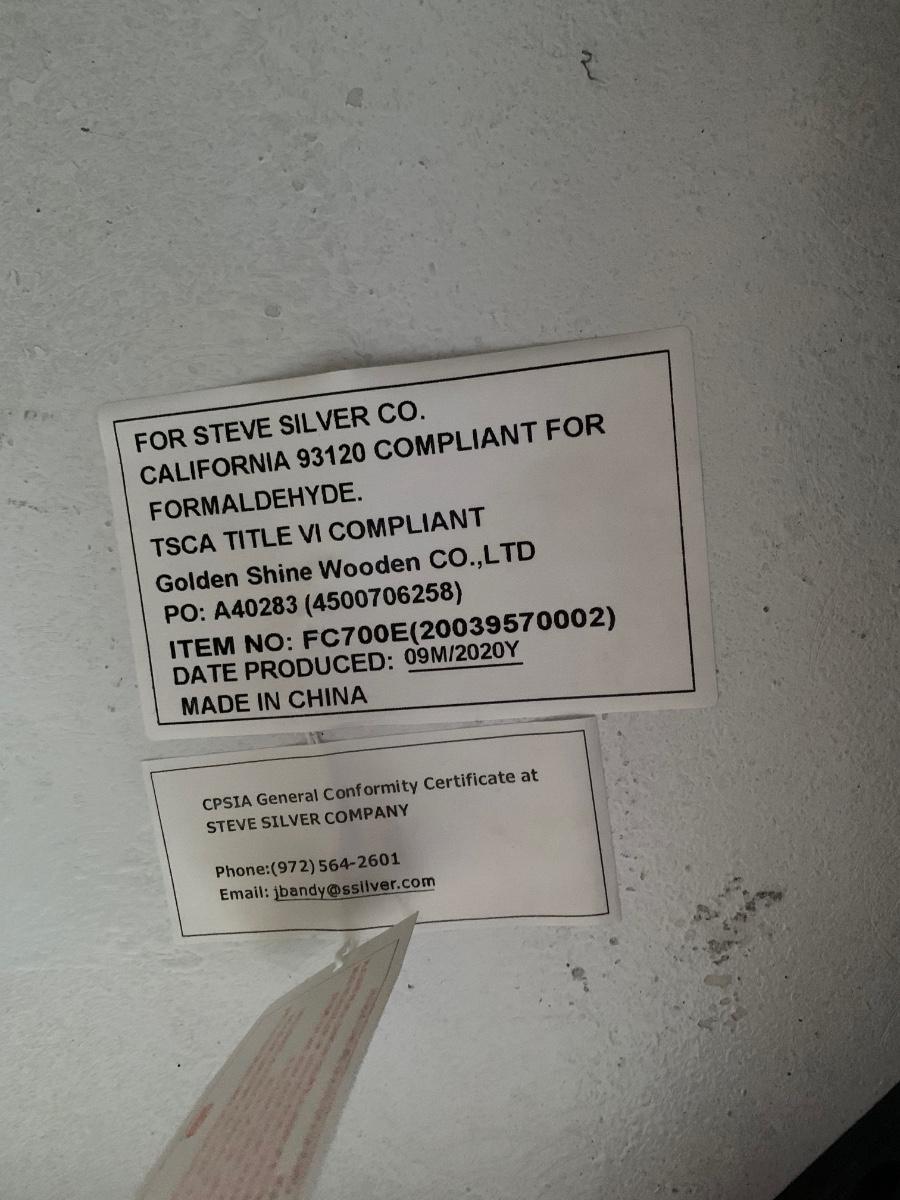 FOR STEVE SILVER CO.
CALIFORNIA 93120 COMPLIANT FOR
FORMALDEHYDE.
TSCA TITLE VI COMPLIANT
Golden Shine Wooden CO.,LTD
PO: A40283 (4500706258)
ITEM NO: FC700E(20039570002)
DATE PRODUCED: 09M/2020Y
MADE IN CHINA
CPSIA General Conformity Certificate at
STEVE SILVER COMPANY
Phone:(972)564-2601
Email: jbandy@ssilver.com